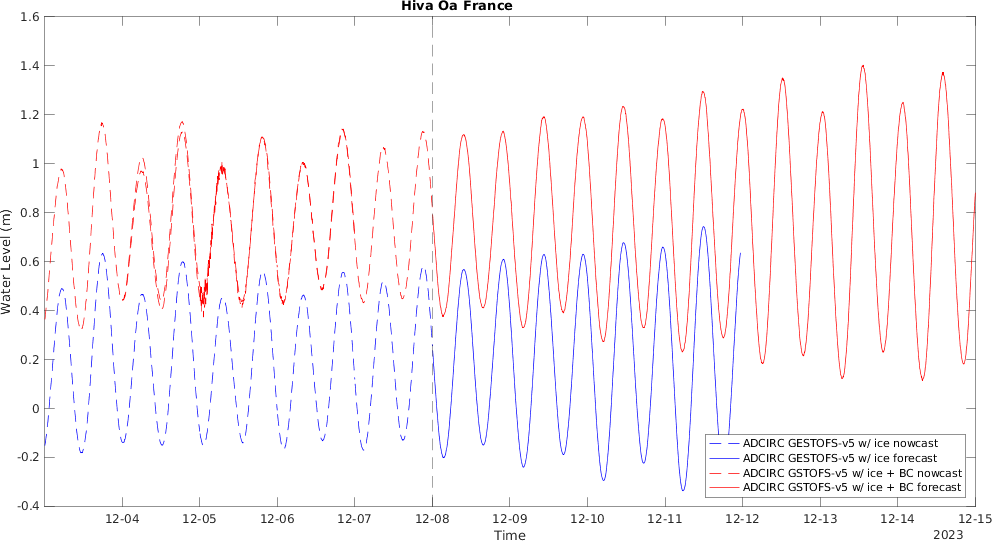 Hiva Oa France
1.6
1.4
1.2
1
0.8
0.6
0.4
0.2
0
-0.2
-0.4
Water Level (m)
ADCIRC GESTOFS-v5 w/ ice nowcast
ADCIRC GESTOFS-v5 w/ ice forecast
ADCIRC GSTOFS-v5 w/ ice + BC nowcast
ADCIRC GSTOFS-v5 w/ ice + BC forecast
12-04 12-05 12-06 12-07 12-08 12-09 12-10 12-11 12-12 12-13 12-14 12-15
Time
2023